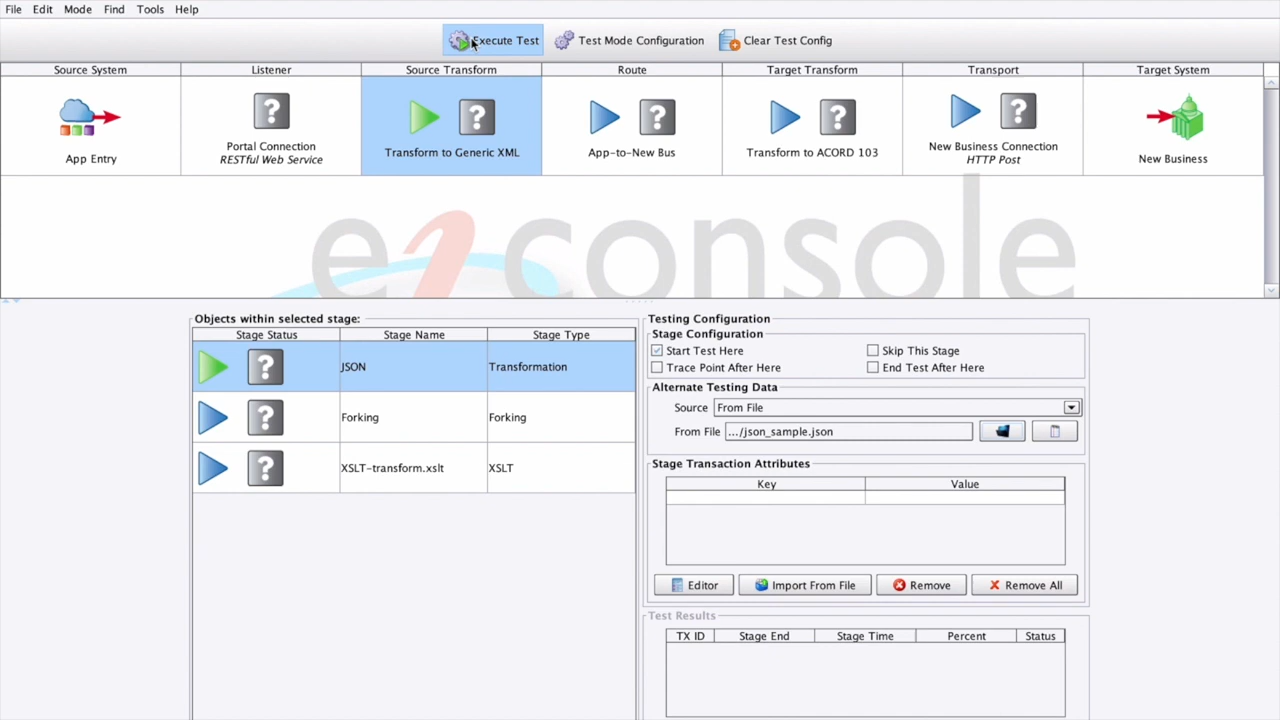 File Edit Mode Find Tools Help
Execute Test Test Mode Configuration Clear Test Config
Source System Listener Source Transform Route Target Transform Transport Target System
App Entry
Portal Connection
RESTful Web Service
Transform to Generic XML
App-to-New Bus
Transform to ACORD 103
New Business Connection
HTTP Post
New Business
eiconsole
Objects within selected stage:
Stage Status Stage Name Stage Type
JSON Transformation
Forking Forking
XSLT-transform.xslt XSLT
Testing Configuration
Stage Configuration
Start Test Here Skip This Stage
Trace Point After Here End Test After Here
Alternate Testing Data
Source From File
From File .../json_sample.json
Stage Transaction Attributes
Key Value
Editor Import From File Remove Remove All
Test Results
TX ID Stage End Stage Time Percent Status